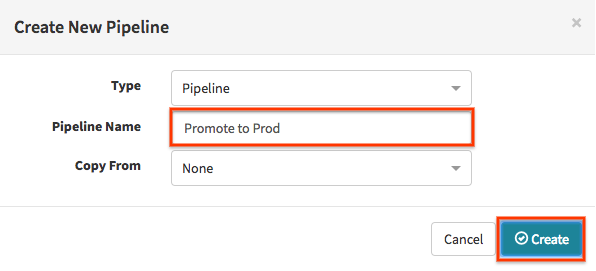 Create New Pipeline ×
Type Pipeline
Pipeline Name Promote to Prod
Copy From None
Cancel Create